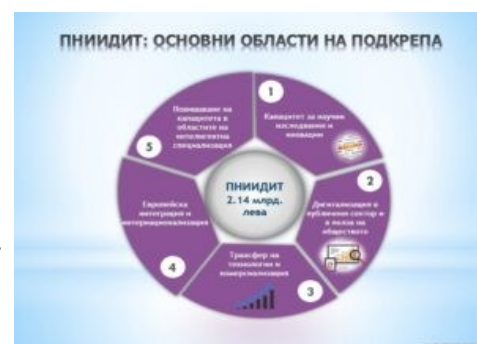 ПНИИДИТ: ОСНОВНИ ОБЛАСТИ НА ПОДКРЕПА
1
Капацитет за научни
изследвания и
иновации
2
Дигитализация в
публичния сектор и
в полза на
обществото
3
Трансфер на
технологии и
комерсиализация
4
Европейска
интеграция и
интернационализация
5
Повишаване на
капацитета в
областите на
интелигентна
специализация
ПНИИДИТ
2.14 млрд.
лева